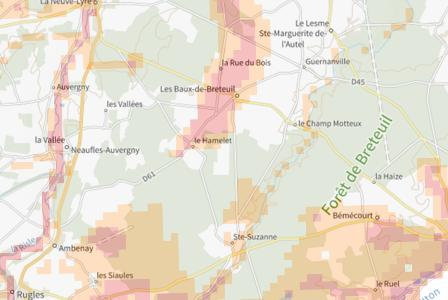 La Neuve-Lyre
Le Lesme
Ste-Marguerite-de-
l'Autel
Guernanville
la Rue du Bois
D45
Auvergny
Les Baux-de-Breteuil
les Vallées
le Champ Motteux
la Vallée
le Hamelet
Neaufles-Auvergny
D61
Forêt de Breteuil
la Haize
Bémécourt
Ste-Suzanne
la Risle
Ambenay
les Siaules
le Ruel
Rugles